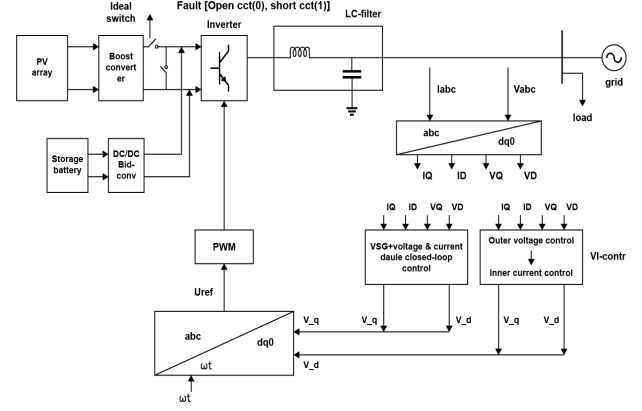 Fault [Open cct(0), short cct(1)]
Ideal
switch
Inverter
LC-filter
PV
array
Boost
convert
er
grid
load
Iabc
Vabc
abc
dq0
Storage
battery
DC/DC
Bid-
conv
IQ ID VQ VD
IQ ID VQ VD
IQ ID VQ VD
PWM
VSG+voltage & current
daule closed-loop
control
Outer voltage control
Inner current control
VI-contr
Uref
abc
dq0
ωt
V_q
V_d
V_q
V_d
V_q
V_d
ωt